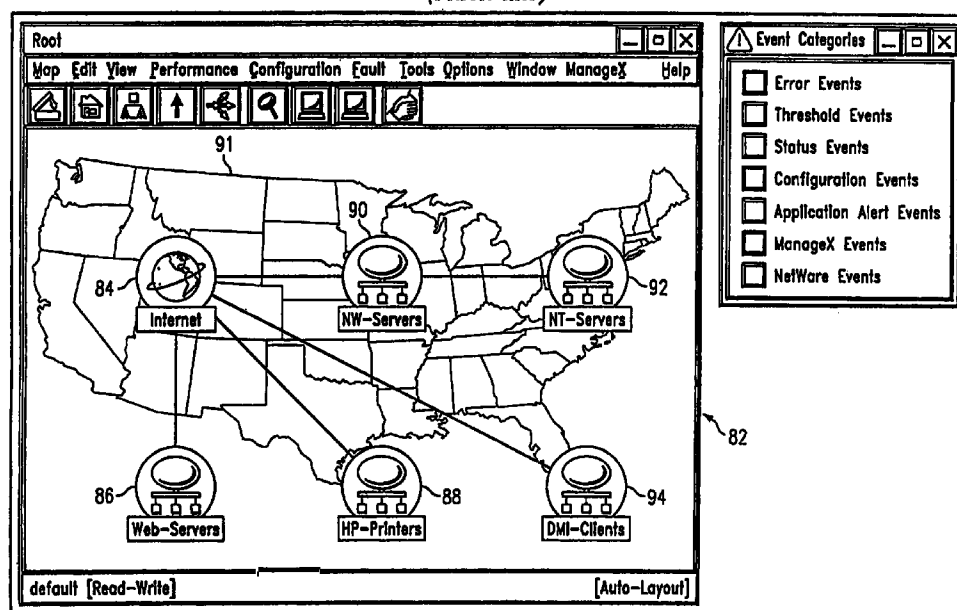 Root
Map Edit View Performance Configuration Fault Tools Options Window ManageX Help
91
90
84
92
Internet
NW-Servers
NT-Servers
86
88
94
Web-Servers
HP-Printers
DMI-Clients
default [Read-Write]
[Auto-Layout]
Event Categories
Error Events
Threshold Events
Status Events
Configuration Events
Application Alert Events
ManageX Events
NetWare Events
82